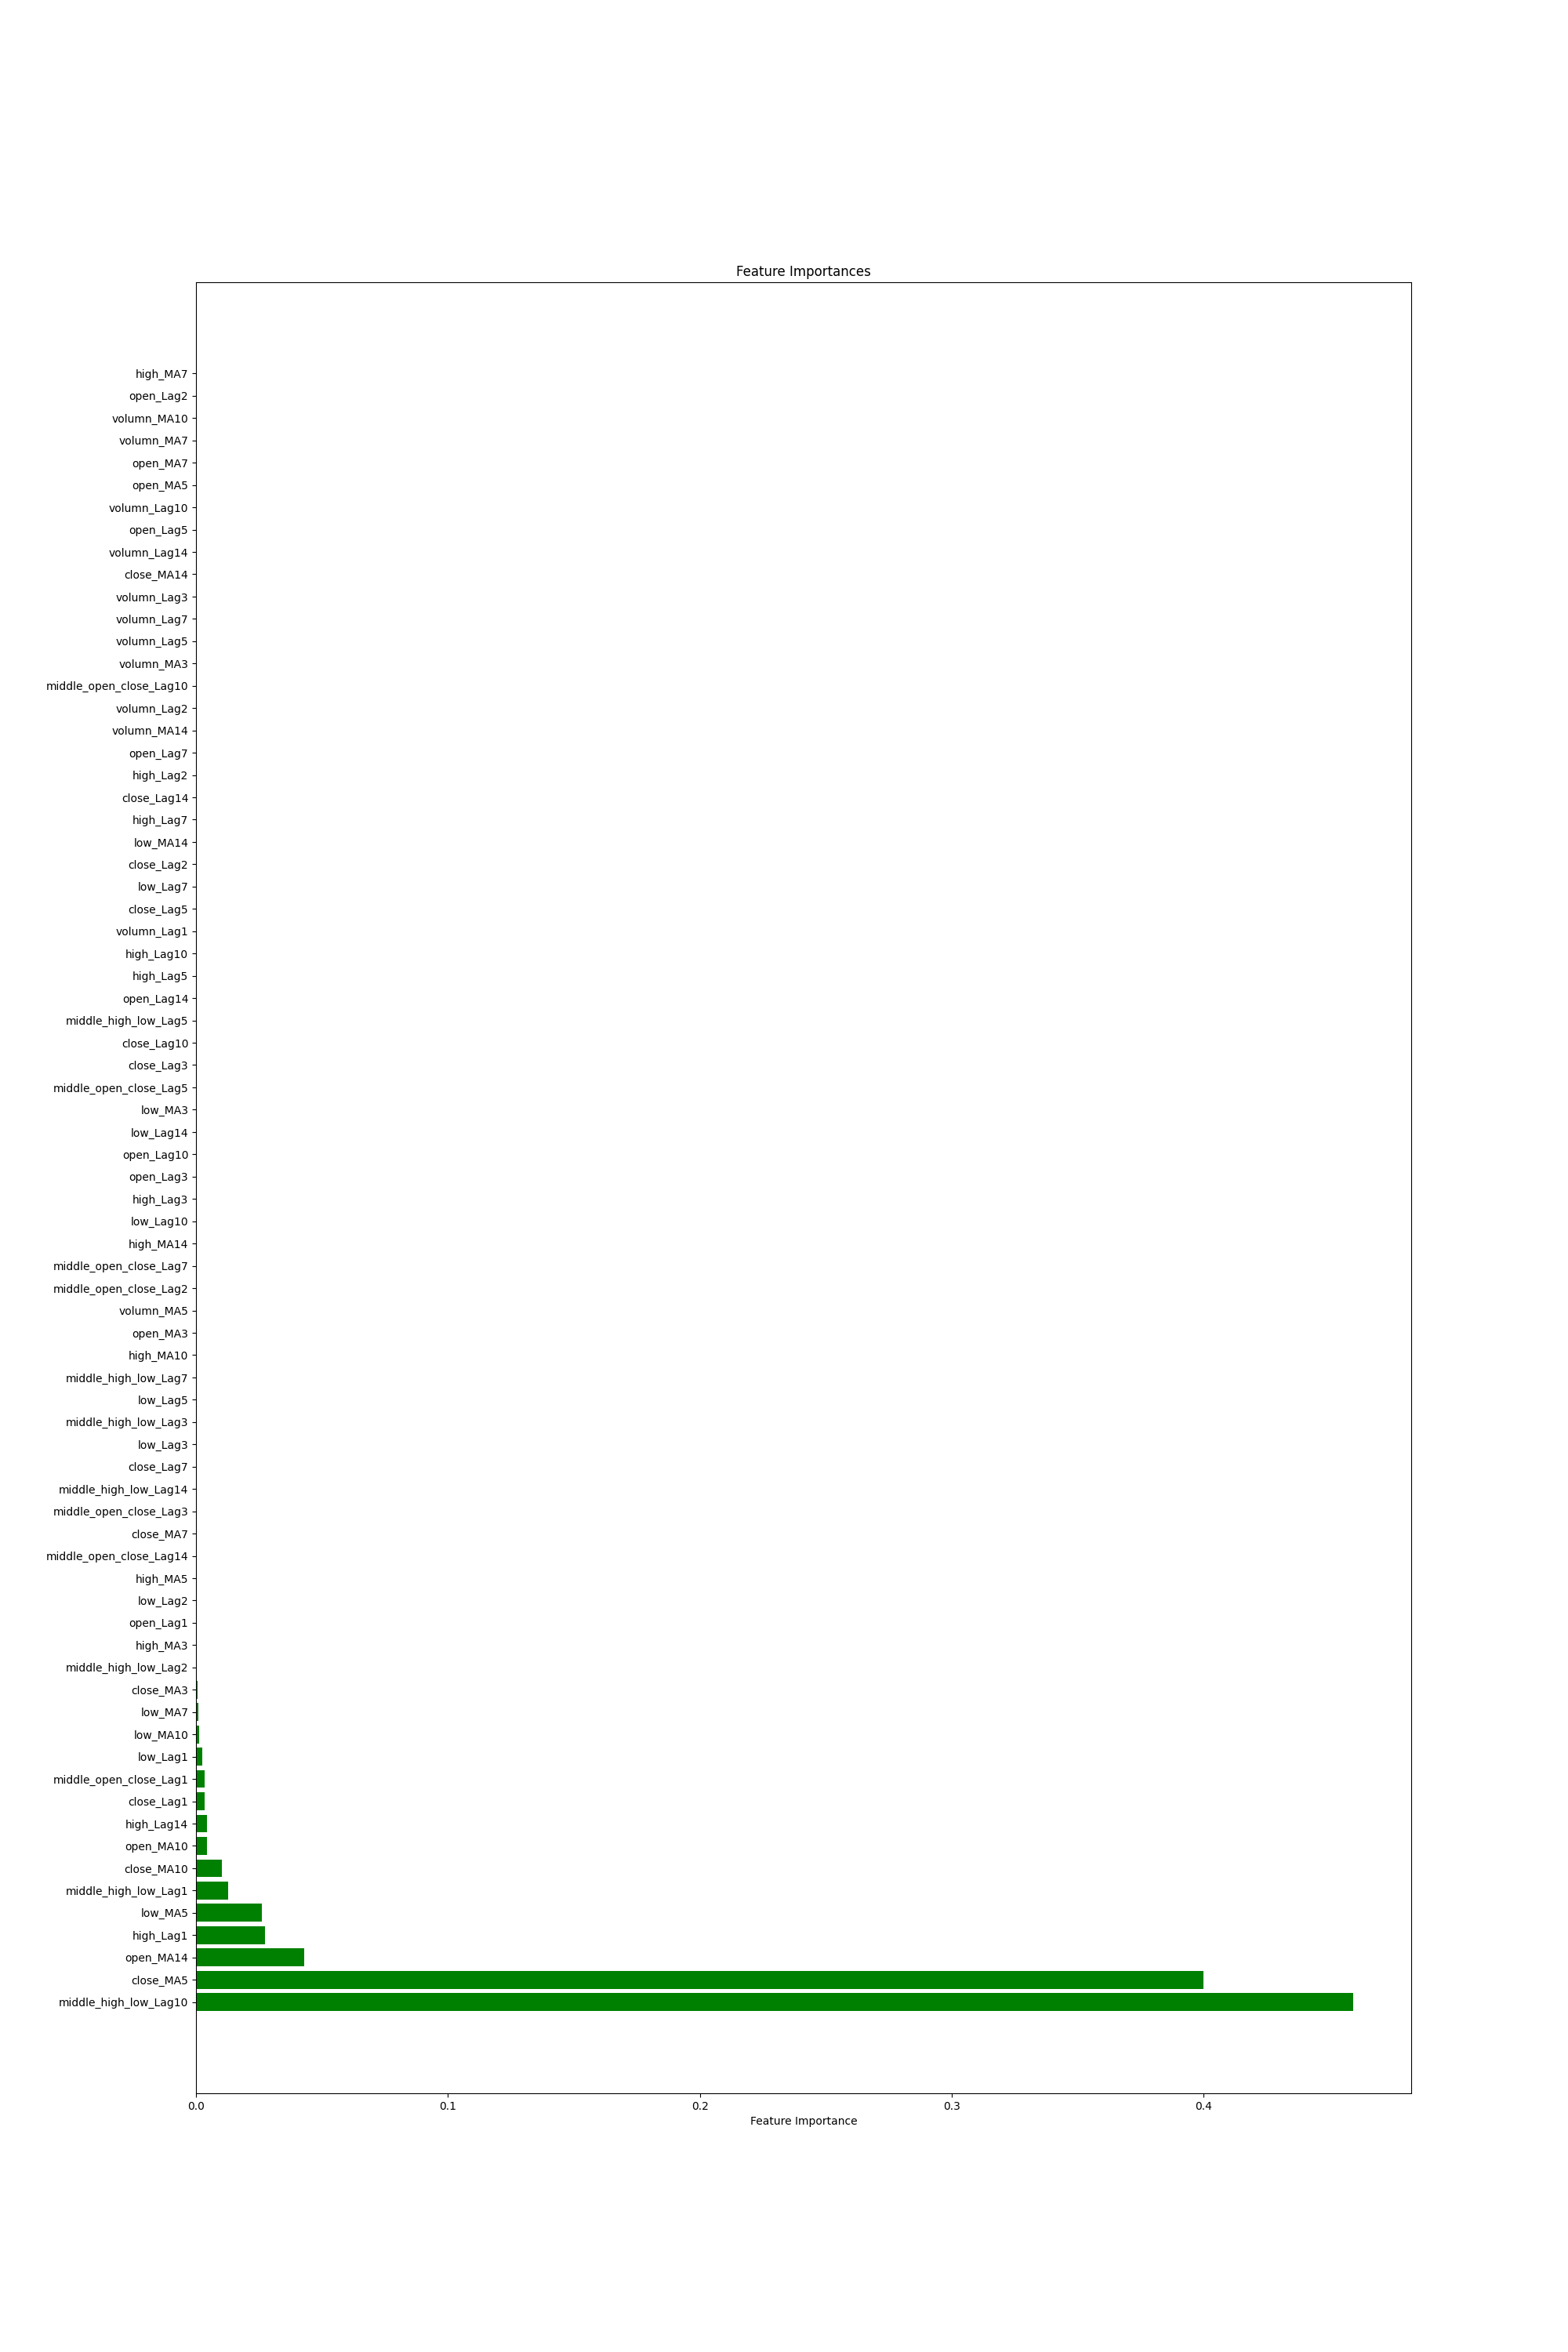 Feature Importances
high_MA7
open_Lag2
volumn_MA10
volumn_MA7
open_MA7
open_MA5
volumn_Lag10
open_Lag5
volumn_Lag14
close_MA14
volumn_Lag3
volumn_Lag7
volumn_Lag5
volumn_MA3
middle_open_close_Lag10
volumn_Lag2
volumn_MA14
open_Lag7
high_Lag2
close_Lag14
high_Lag7
low_MA14
close_Lag2
low_Lag7
close_Lag5
volumn_Lag1
high_Lag10
high_Lag5
open_Lag14
middle_high_low_Lag5
close_Lag10
close_Lag3
middle_open_close_Lag5
low_MA3
low_Lag14
open_Lag10
open_Lag3
high_Lag3
low_Lag10
high_MA14
middle_open_close_Lag7
middle_open_close_Lag2
volumn_MA5
open_MA3
high_MA10
middle_high_low_Lag7
low_Lag5
middle_high_low_Lag3
low_Lag3
close_Lag7
middle_high_low_Lag14
middle_open_close_Lag3
close_MA7
middle_open_close_Lag14
high_MA5
low_Lag2
open_Lag1
high_MA3
middle_high_low_Lag2
close_MA3
low_MA7
low_MA10
low_Lag1
middle_open_close_Lag1
close_Lag1
high_Lag14
open_MA10
close_MA10
middle_high_low_Lag1
low_MA5
high_Lag1
open_MA14
close_MA5
middle_high_low_Lag10
0.0 0.1 0.2 0.3 0.4
Feature Importance